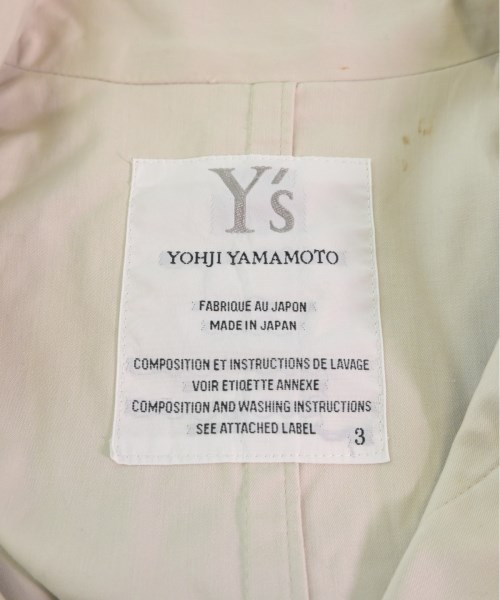 Y's
YOHJI YAMAMOTO
FABRIQUE AU JAPON
MADE IN JAPAN
COMPOSITION ET INSTRUCTIONS DE LAVAGE
VOIR ETIQETTE ANNEXE
COMPOSITION AND WASHING INSTRUCTIONS
SEE ATTACHED LABEL
3